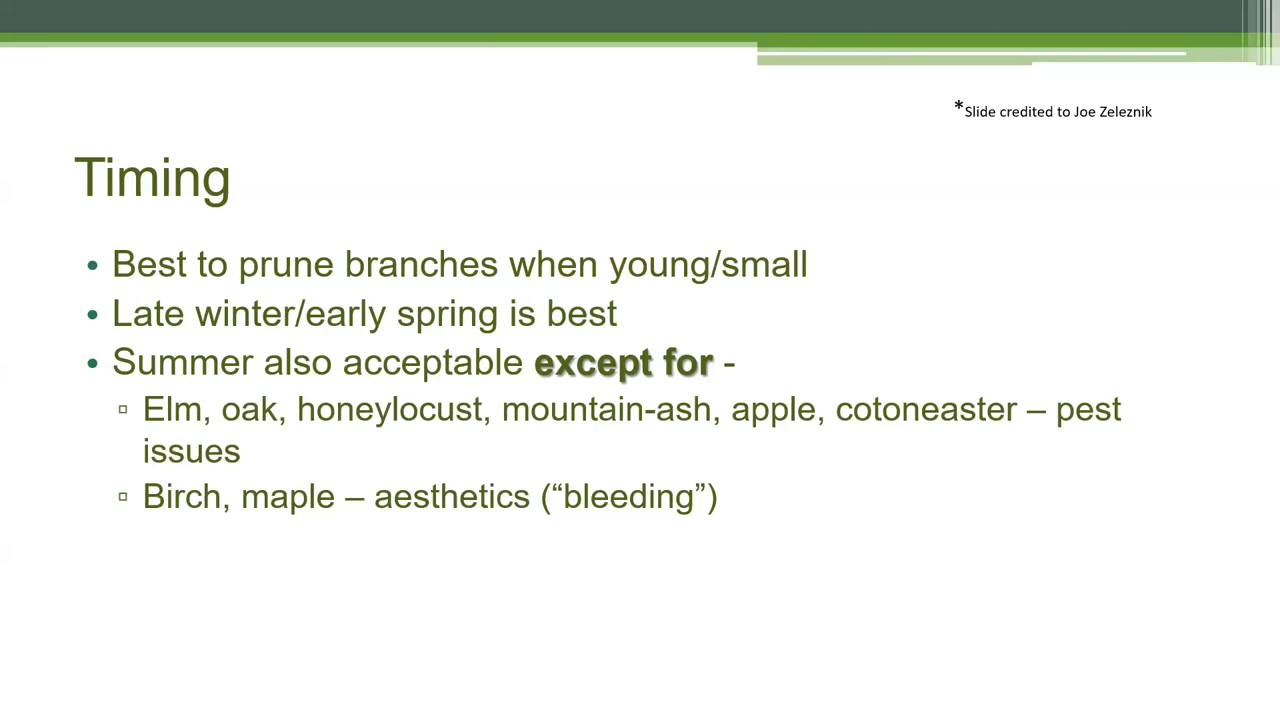 *Slide credited to Joe Zeleznik
Timing
• Best to prune branches when young/small
• Late winter/early spring is best
• Summer also acceptable except for -
▫ Elm, oak, honeylocust, mountain-ash, apple, cotoneaster – pest
issues
▫ Birch, maple – aesthetics (“bleeding”)